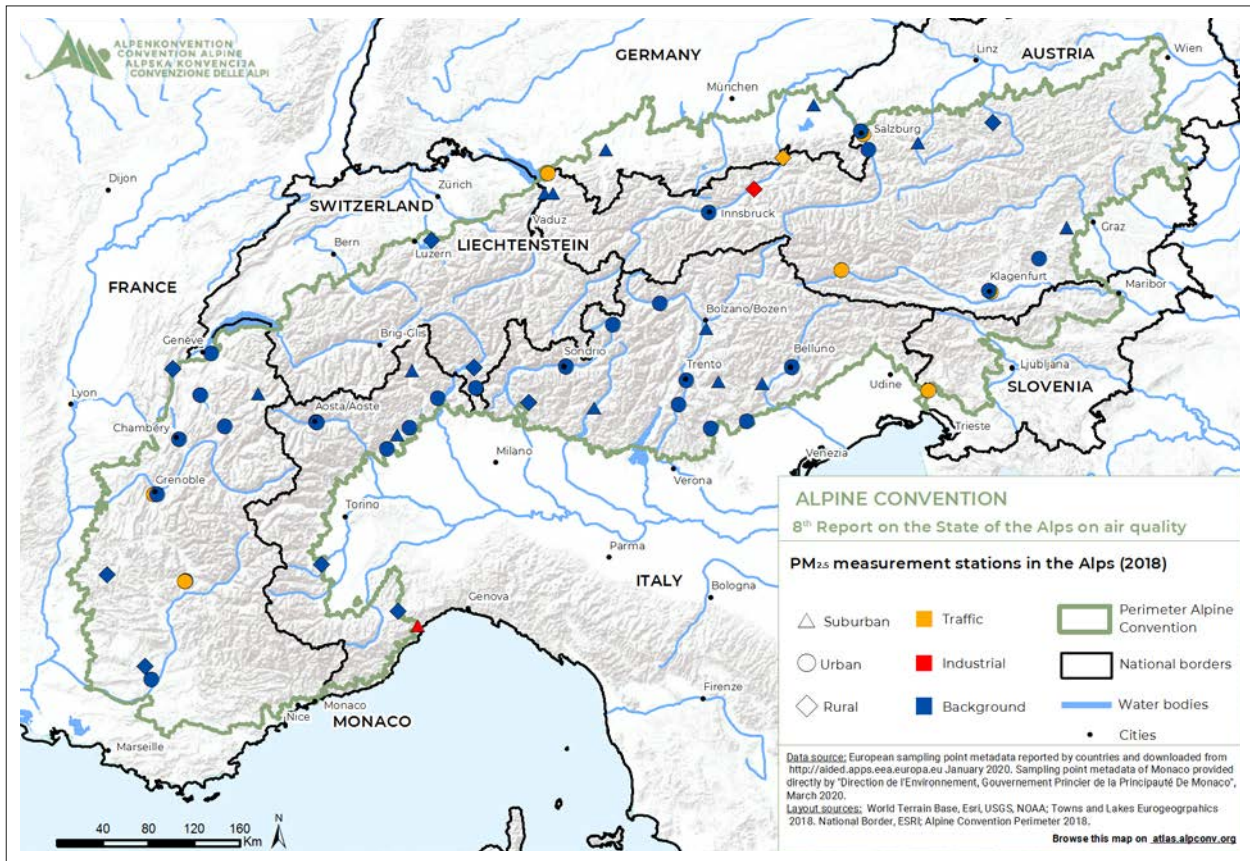 ALPENKONVENTION
CONVENTION ALPINE
ALPSKA KONVENCIJA
CONVENZIONE DELLE ALPI
GERMANY
AUSTRIA
Linz
Wien
München
Salzburg
Dijon
Zürich
SWITZERLAND
Vaduz
Innsbruck
Bern
Luzern
LIECHTENSTEIN
Graz
FRANCE
Klagenfurt
Maribor
Genève
Brig-Glis
Bolzano/Bozen
Sondrio
Trento
Belluno
Ljubljana
Udine
SLOVENIA
Lyon
Aosta/Aoste
Chambéry
Trieste
Milano
Venezia
Verona
Grenoble
Torino
Parma
ITALY
Bologna
Genova
Firenze
Monaco
Nice
MONACO
Marseille
ALPINE CONVENTION
8th Report on the State of the Alps on air quality
PM2.5 measurement stations in the Alps (2018)
Suburban
Traffic
Perimeter Alpine
Convention
Urban
Industrial
National borders
Rural
Background
Water bodies
Cities
Data source: European sampling point metadata reported by countries and downloaded from
http://aided.apps.eea.europa.eu January 2020. Sampling point metadata of Monaco provided
directly by "Direction de l'Environnement, Gouvernement Princier de la Principauté De Monaco",
March 2020.
Layout sources: World Terrain Base, Esri, USGS, NOAA; Towns and Lakes Eurogeorpahics
2018. National Border, ESRI; Alpine Convention Perimeter 2018.
Browse this map on atlas.alpconv.org
40 80 120 160
Km
N